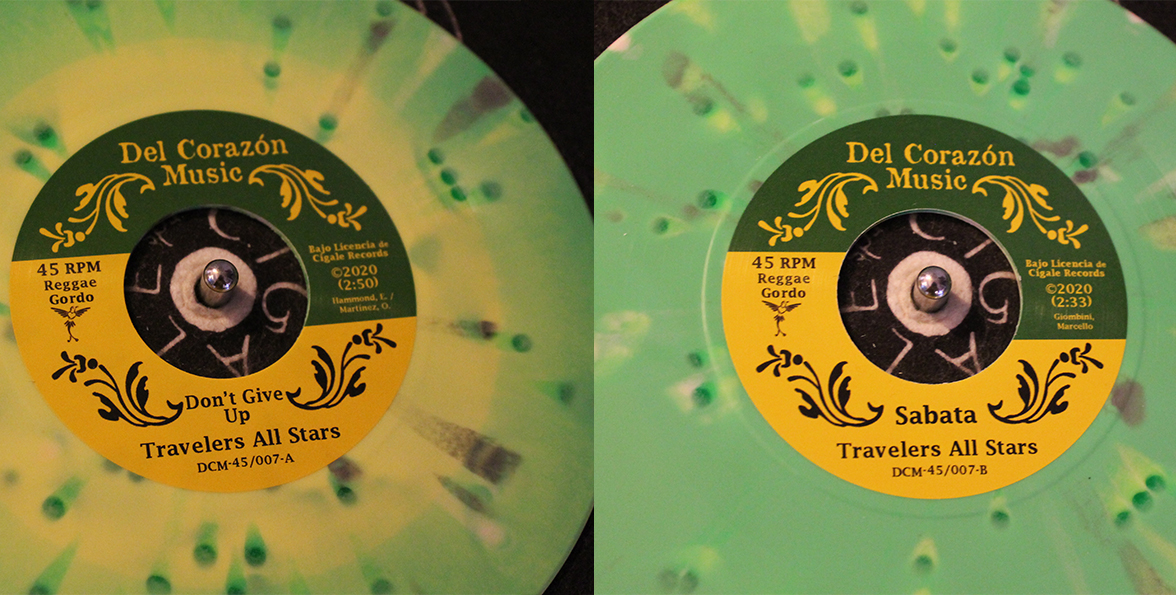 Del Corazón
Music
45 RPM
Reggae
Gordo
Bajo Licencia de
Cigale Records
©2020
(2:50)
Hammond, E. /
Martinez, O.
Don't Give
Up
Travelers All Stars
DCM-45/007-A
Del Corazón
Music
45 RPM
Reggae
Gordo
Bajo Licencia de
Cigale Records
©2020
(2:33)
Giombini,
Marcello
Sabata
Travelers All Stars
DCM-45/007-B